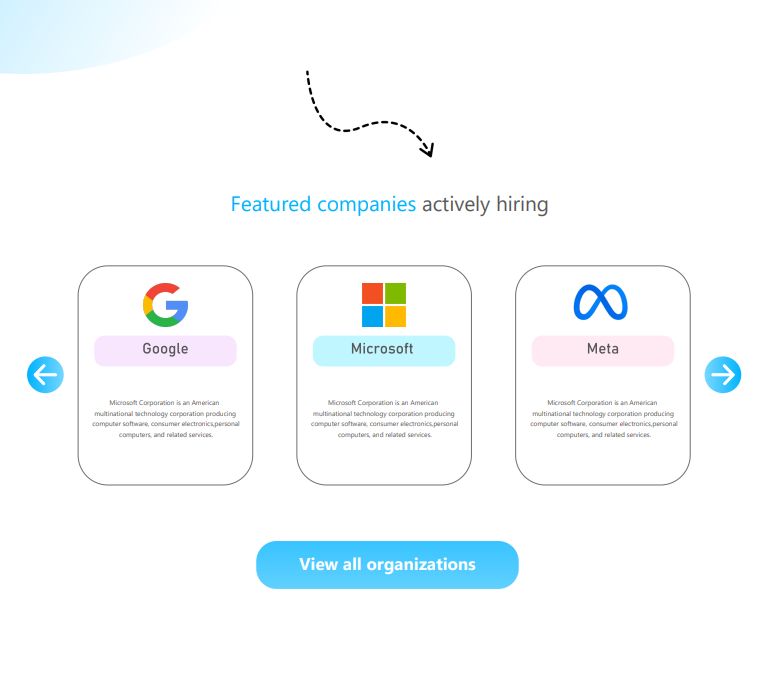 Featured companies actively hiring
Google
Microsoft Corporation is an American
multinational technology corporation producing
computer software, consumer electronics,personal
computers, and related services.
Microsoft
Microsoft Corporation is an American
multinational technology corporation producing
computer software, consumer electronics,personal
computers, and related services.
Meta
Microsoft Corporation is an American
multinational technology corporation producing
computer software, consumer electronics,personal
computers, and related services.
View all organizations